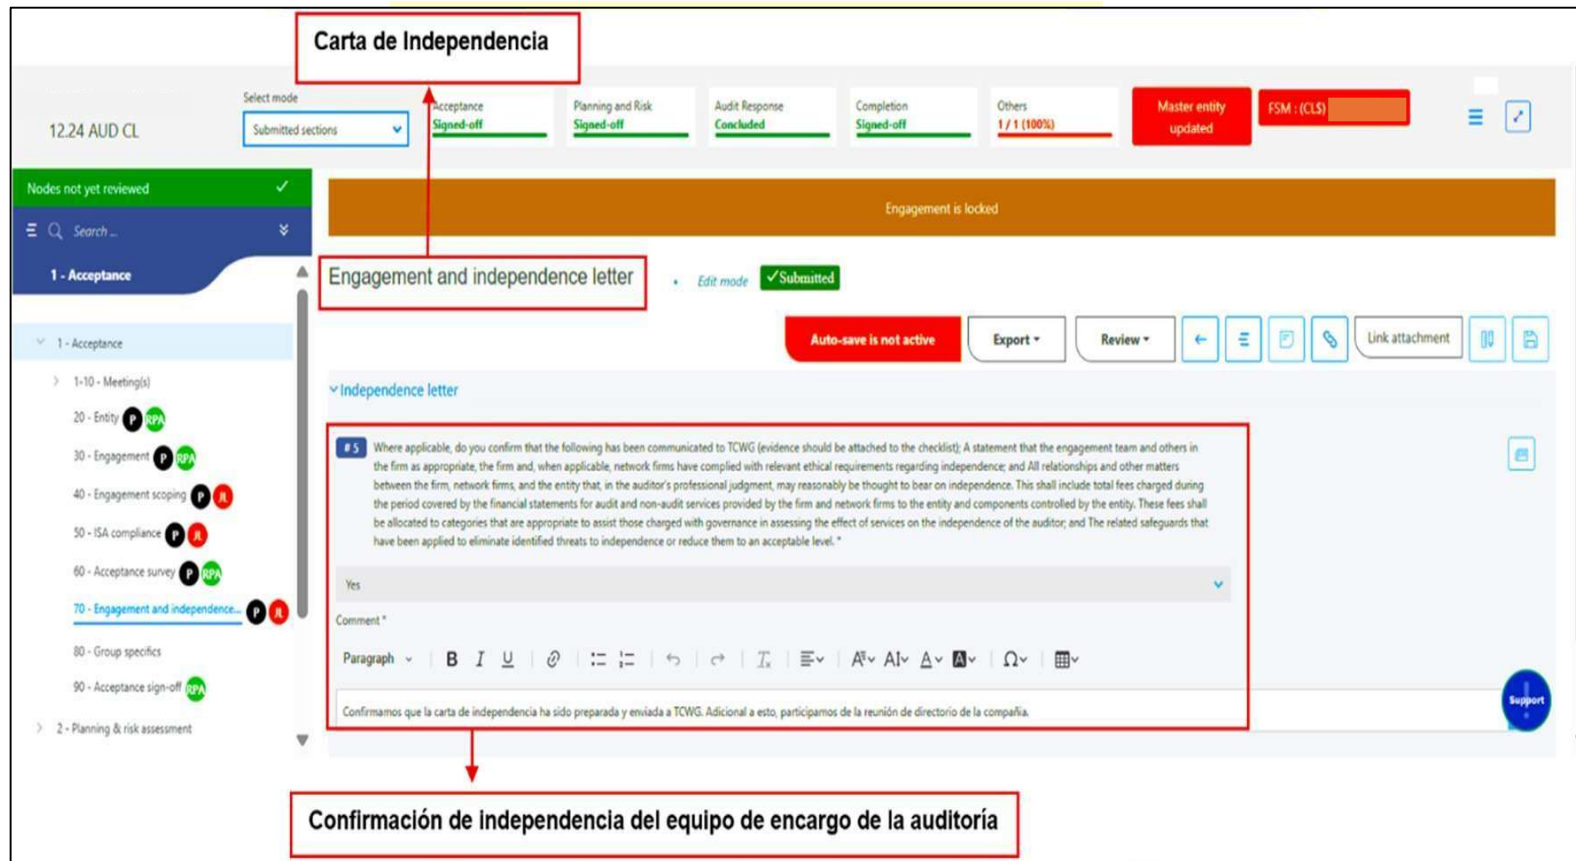 Carta de Independencia
12.24 AUD CL
Select mode
Submitted sections
Acceptance
Signed-off
Planning and Risk
Signed-off
Audit Response
Concluded
Completion
Signed-off
Others
1 / 1 (100%)
Master entity
updated
FSM : (CL$)
Nodes not yet reviewed
Search ...
1 - Acceptance
1 - Acceptance
1-10 - Meeting(s)
20 - Entity P RPA
30 - Engagement P RPA
40 - Engagement scoping P JL
50 - ISA compliance P JL
60 - Acceptance survey P RPA
70 - Engagement and independence... P JL
80 - Group specifics
90 - Acceptance sign-off RPA
2 - Planning & risk assessment
Engagement is locked
Engagement and independence letter
Edit mode
Submitted
Auto-save is not active
Export
Review
Link attachment
Independence letter
# 5 Where applicable, do you confirm that the following has been communicated to TCWG (evidence should be attached to the checklist); A statement that the engagement team and others in
the firm as appropriate, the firm and, when applicable, network firms have complied with relevant ethical requirements regarding independence; and All relationships and other matters
between the firm, network firms, and the entity that, in the auditor's professional judgment, may reasonably be thought to bear on independence. This shall include total fees charged during
the period covered by the financial statements for audit and non-audit services provided by the firm and network firms to the entity and components controlled by the entity. These fees shall
be allocated to categories that are appropriate to assist those charged with governance in assessing the effect of services on the independence of the auditor; and The related safeguards that
have been applied to eliminate identified threats to independence or reduce them to an acceptable level. *
Yes
Comment *
Paragraph B I U
Confirmamos que la carta de independencia ha sido preparada y enviada a TCWG. Adicional a esto, participamos de la reunión de directorio de la compañia.
Support
Confirmación de independencia del equipo de encargo de la auditoría